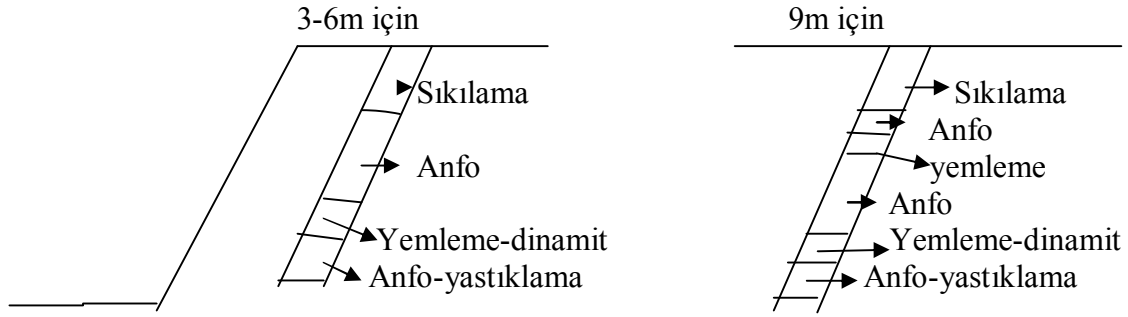 3-6m için
Sıkılama
Anfo
Yemleme-dinamit
Anfo-yastıklama
9m için
Sıkılama
Anfo
yemleme
Anfo
Yemleme-dinamit
Anfo-yastıklama